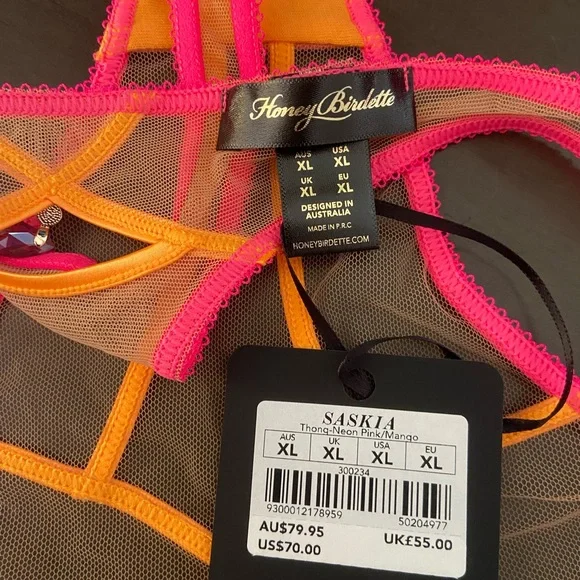 Honey Birdette
AUS USA
XL XL
UK EU
XL XL
DESIGNED IN
AUSTRALIA
MADE IN P.R.C
HONEYBIRDETTE.COM
SASKIA
Thong-Neon Pink/Mango
AUS UK USA EU
XL XL XL XL
300234
9300012178959 50204977
AU$79.95
US$70.00 UK£55.00